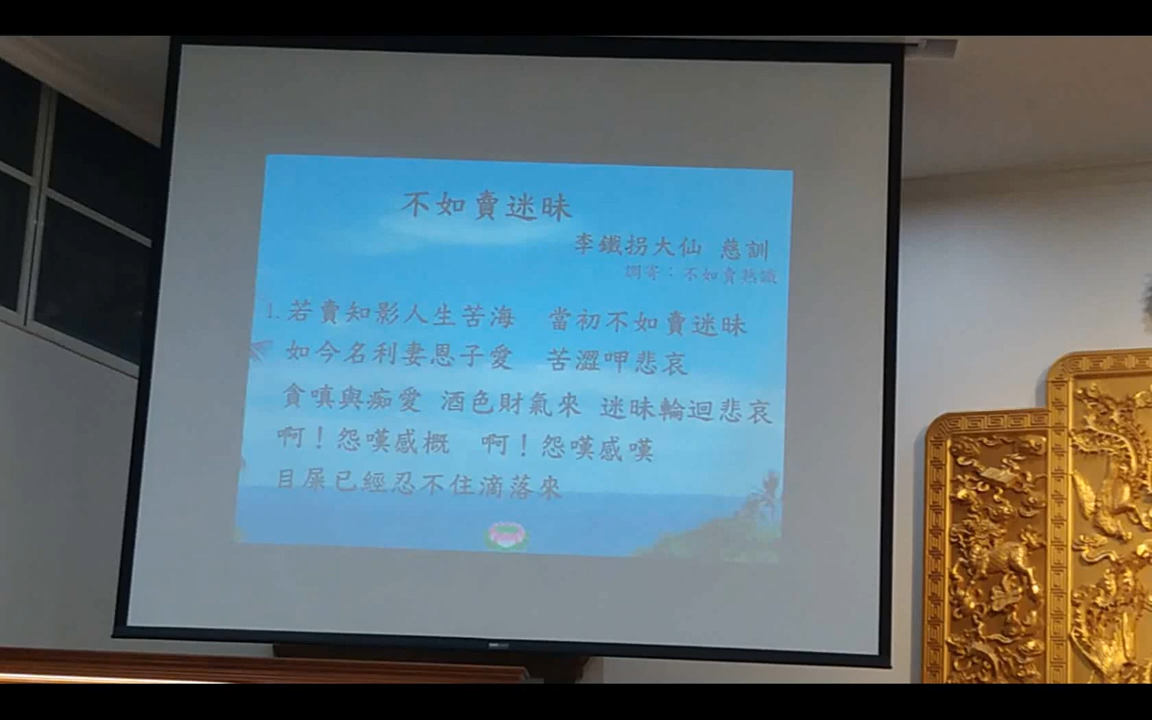 不如賣迷昧
李鐵拐大仙 慈訓
調寄：不如賣熟識
1. 若賣知影人生苦海 當初不如賣迷昧
如今名利妻恩子愛 苦澀呷悲哀
貪嗔與痴愛 酒色財氣來 迷昧輪迴悲哀
啊！怨嘆感概 啊！怨嘆感嘆
目屎已經忍不住滴落來